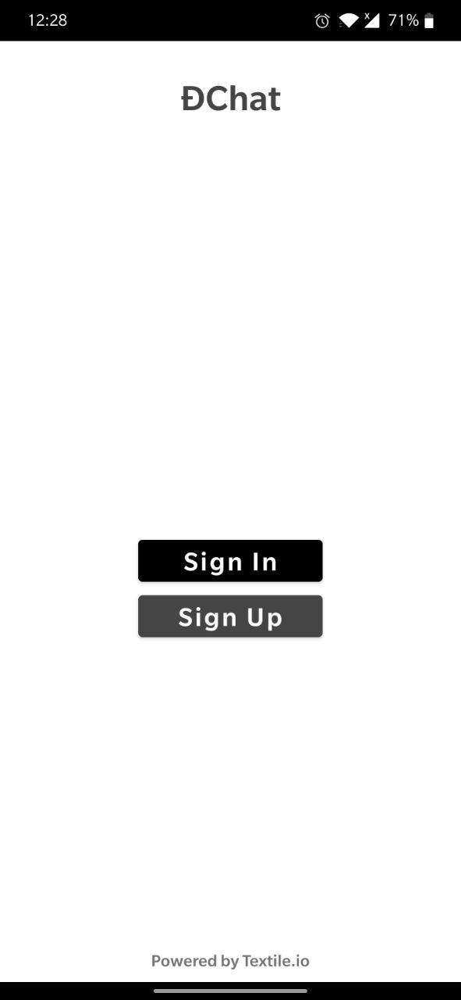 12:28
x
71%
ĐChat
Sign In
Sign Up
Powered by Textile.io